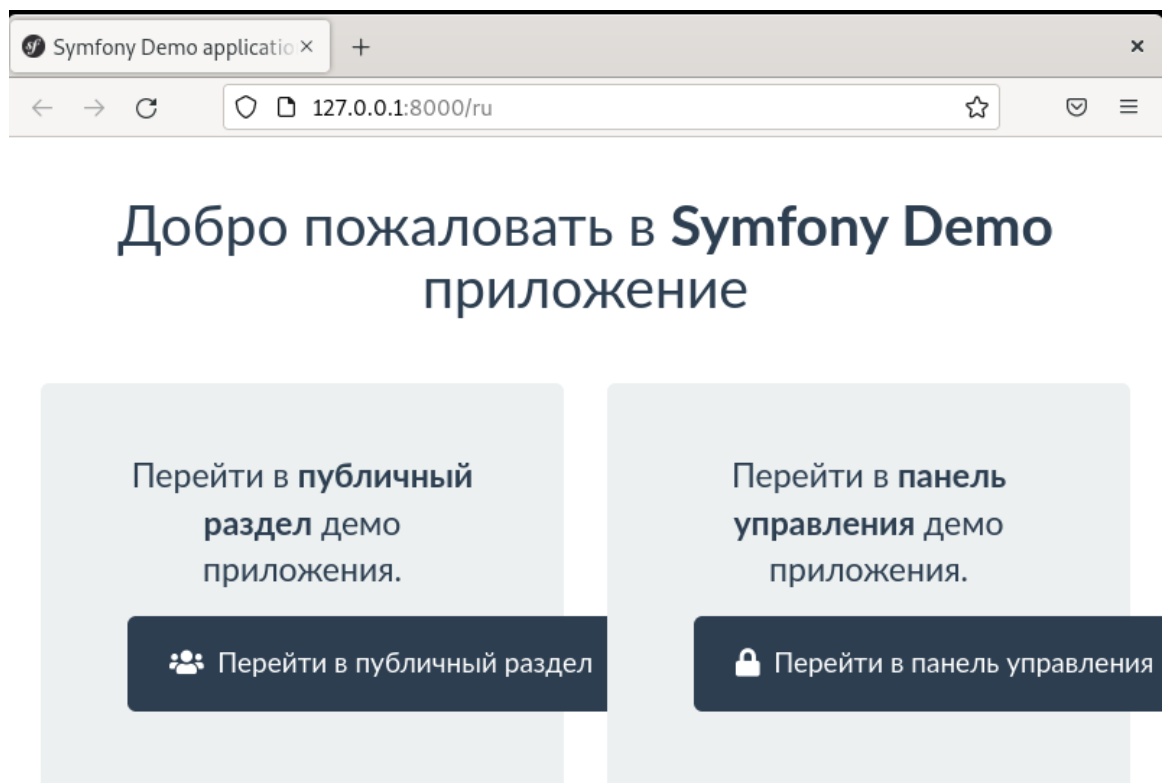 sf Symfony Demo applicatio
127.0.0.1:8000/ru
Добро пожаловать в Symfony Demo
приложение
Перейти в публичный
раздел демо
приложения.
Перейти в публичный раздел
Перейти в панель
управления демо
приложения.
Перейти в панель управления